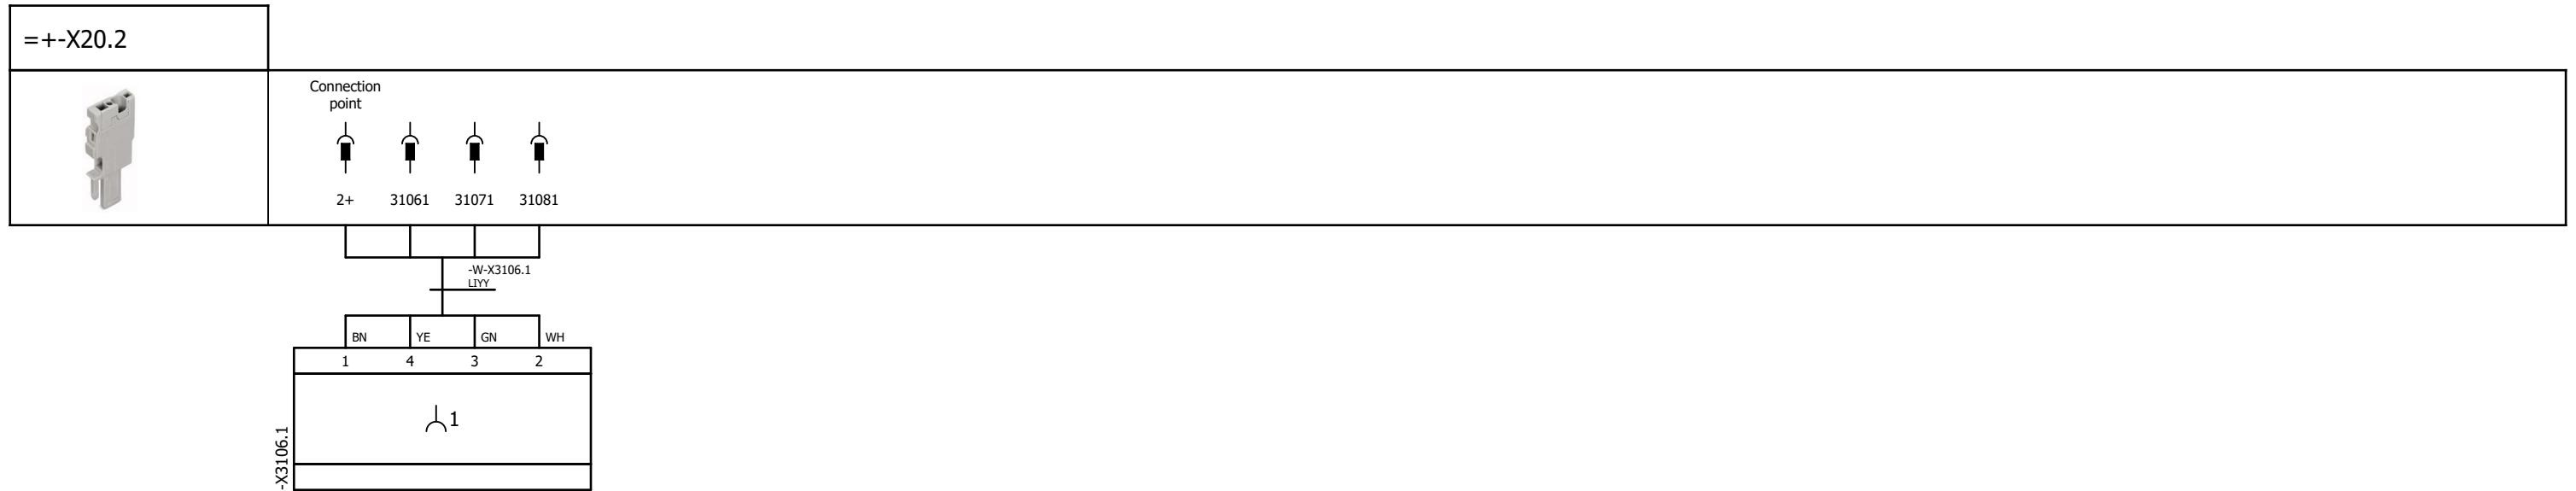 =+-X20.2
Connection
point
2+ 31061 31071 31081
-W-X3106.1
LIYY
BN YE GN WH
1 4 3 2
1
-X3106.1